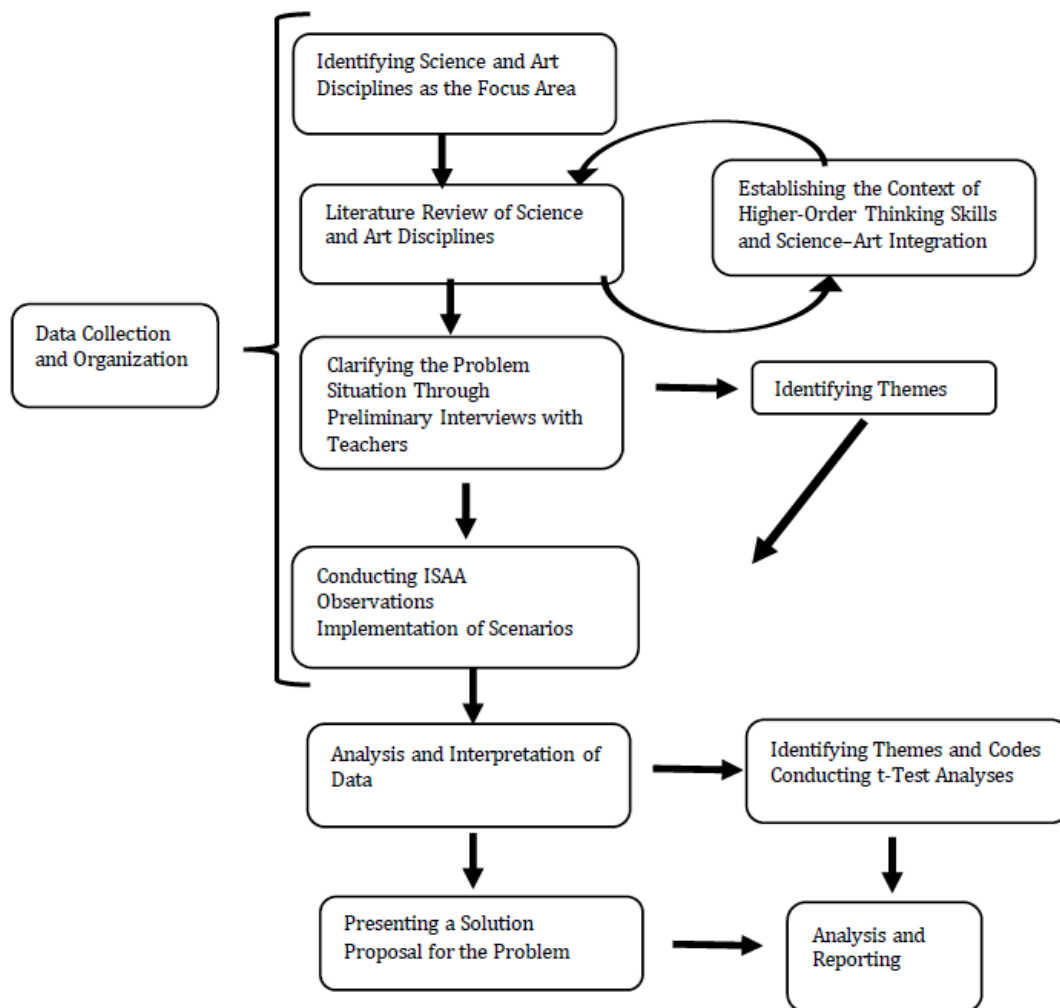 Identifying Science and Art
Disciplines as the Focus Area
Literature Review of Science
and Art Disciplines
Establishing the Context of
Higher-Order Thinking Skills
and Science–Art Integration
Data Collection
and Organization
Clarifying the Problem
Situation Through
Preliminary Interviews with
Teachers
Identifying Themes
Conducting ISAA
Observations
Implementation of Scenarios
Analysis and Interpretation of
Data
Identifying Themes and Codes
Conducting t-Test Analyses
Presenting a Solution
Proposal for the Problem
Analysis and
Reporting